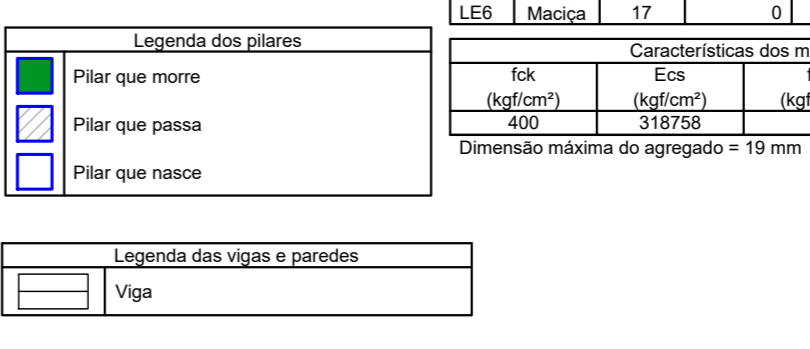 LE6 Maciça 17 0
Legenda dos pilares
Pilar que morre
Pilar que passa
Pilar que nasce
Características dos
fck Ecs
(kgf/cm²) (kgf/cm²)
400 318758
Dimensão máxima do agregado = 19 mm
Legenda das vigas e paredes
Viga